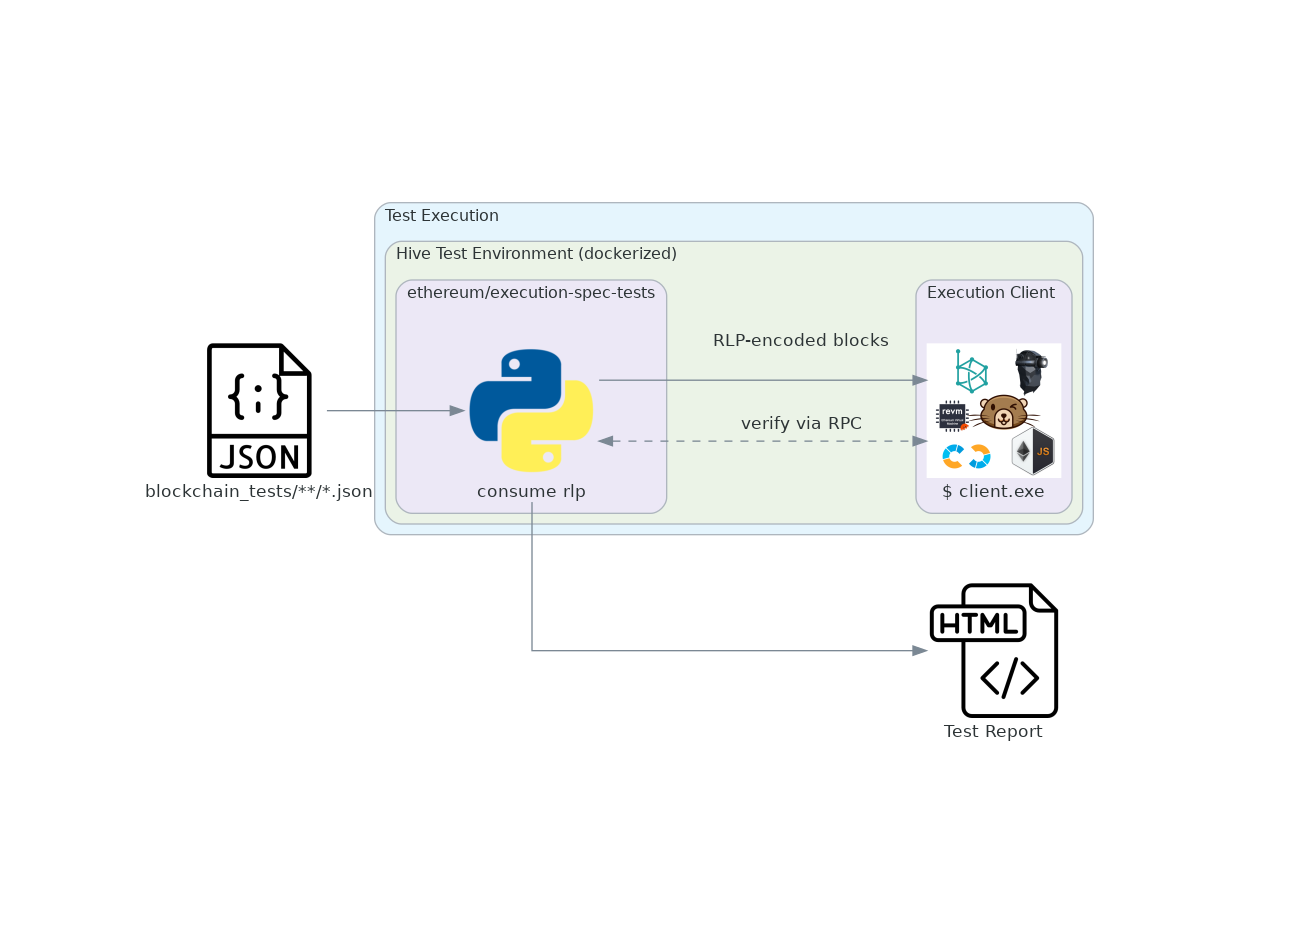 Test Execution
Hive Test Environment (dockerized)
ethereum/execution-spec-tests
Execution Client
RLP-encoded blocks
{;}
JSON
revm
JS
verify via RPC
blockchain_tests/**/*.json
consume rlp
$ client.exe
HTML
</>
Test Report